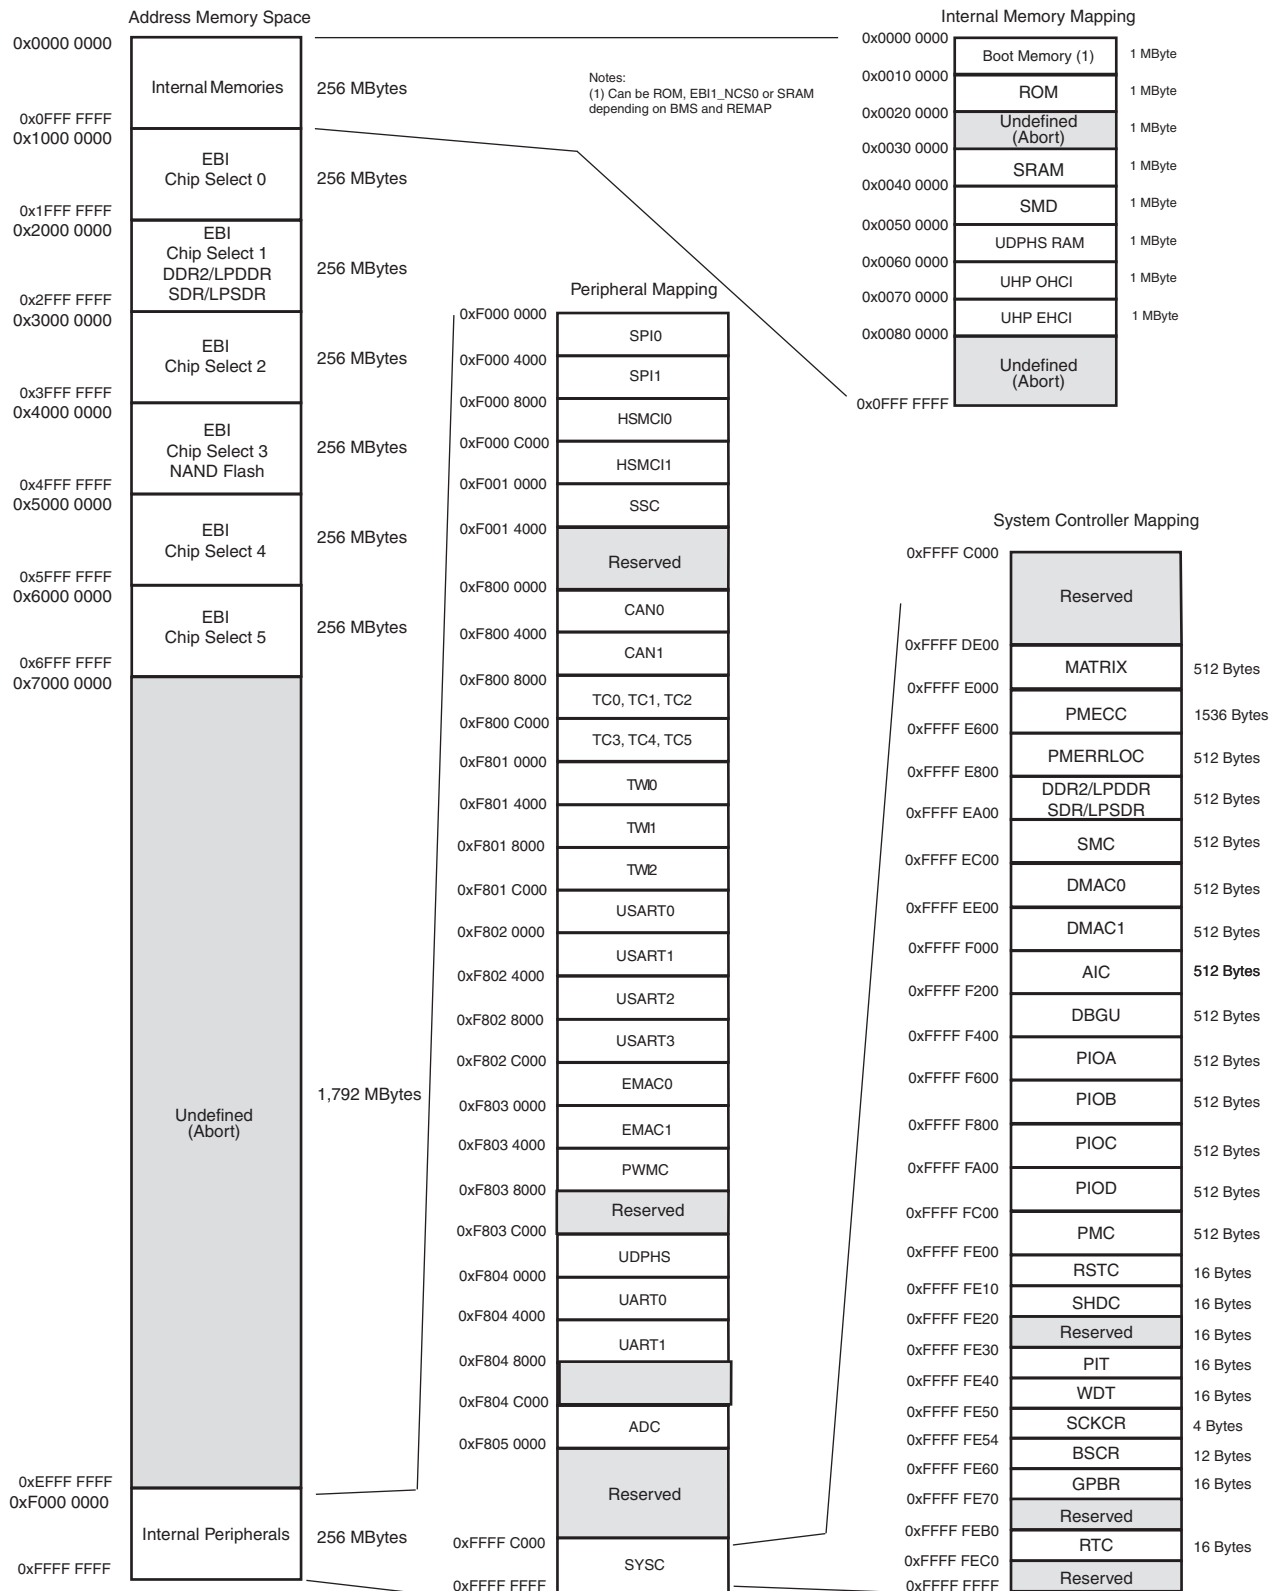 Address Memory Space
0x0000 0000
Internal Memories
256 MBytes
0x0FFF FFFF
0x1000 0000
EBI
Chip Select 0
256 MBytes
0x1FFF FFFF
0x2000 0000
EBI
Chip Select 1
DDR2/LPDDR
SDR/LPSDR
256 MBytes
0x2FFF FFFF
0x3000 0000
EBI
Chip Select 2
256 MBytes
0x3FFF FFFF
0x4000 0000
EBI
Chip Select 3
NAND Flash
256 MBytes
0x4FFF FFFF
0x5000 0000
EBI
Chip Select 4
256 MBytes
0x5FFF FFFF
0x6000 0000
EBI
Chip Select 5
256 MBytes
0x6FFF FFFF
0x7000 0000
Undefined
(Abort)
1,792 MBytes
0xEFFF FFFF
0xF000 0000
Internal Peripherals
256 MBytes
0xFFFF FFFF
Notes:
(1) Can be ROM, EBI1_NCS0 or SRAM
depending on BMS and REMAP
Peripheral Mapping
0xF000 0000
SPI0
0xF000 4000
SPI1
0xF000 8000
HSMCI0
0xF000 C000
HSMCI1
0xF001 0000
SSC
0xF001 4000
Reserved
0xF800 0000
CAN0
0xF800 4000
CAN1
0xF800 8000
TC0, TC1, TC2
0xF800 C000
TC3, TC4, TC5
0xF801 0000
TWI0
0xF801 4000
TWI1
0xF801 8000
TWI2
0xF801 C000
USART0
0xF802 0000
USART1
0xF802 4000
USART2
0xF802 8000
USART3
0xF802 C000
EMAC0
0xF803 0000
EMAC1
0xF803 4000
PWMC
0xF803 8000
Reserved
0xF803 C000
UDPHS
0xF804 0000
UART0
0xF804 4000
UART1
0xF804 8000
0xF804 C000
ADC
0xF805 0000
Reserved
0xFFFF C000
SYSC
0xFFFF FFFF
Internal Memory Mapping
0x0000 0000
Boot Memory (1)
1 MByte
0x0010 0000
ROM
1 MByte
0x0020 0000
Undefined
(Abort)
1 MByte
0x0030 0000
SRAM
1 MByte
0x0040 0000
SMD
1 MByte
0x0050 0000
UDPHS RAM
1 MByte
0x0060 0000
UHP OHCI
1 MByte
0x0070 0000
UHP EHCI
1 MByte
0x0080 0000
Undefined
(Abort)
0x0FFF FFFF
System Controller Mapping
0xFFFF C000
Reserved
0xFFFF DE00
MATRIX
512 Bytes
0xFFFF E000
PMECC
1536 Bytes
0xFFFF E600
PMERRLOC
512 Bytes
0xFFFF E800
DDR2/LPDDR
SDR/LPSDR
512 Bytes
0xFFFF EA00
SMC
512 Bytes
0xFFFF EC00
DMAC0
512 Bytes
0xFFFF EE00
DMAC1
512 Bytes
0xFFFF F000
AIC
512 Bytes
0xFFFF F200
DBGU
512 Bytes
0xFFFF F400
PIOA
512 Bytes
0xFFFF F600
PIOB
512 Bytes
0xFFFF F800
PIOC
512 Bytes
0xFFFF FA00
PIOD
512 Bytes
0xFFFF FC00
PMC
512 Bytes
0xFFFF FE00
RSTC
16 Bytes
0xFFFF FE10
SHDC
16 Bytes
0xFFFF FE20
Reserved
16 Bytes
0xFFFF FE30
PIT
16 Bytes
0xFFFF FE40
WDT
16 Bytes
0xFFFF FE50
SCKCR
4 Bytes
0xFFFF FE54
BSCR
12 Bytes
0xFFFF FE60
GPBR
16 Bytes
0xFFFF FE70
Reserved
0xFFFF FEB0
RTC
16 Bytes
0xFFFF FEC0
Reserved
0xFFFF FFFF